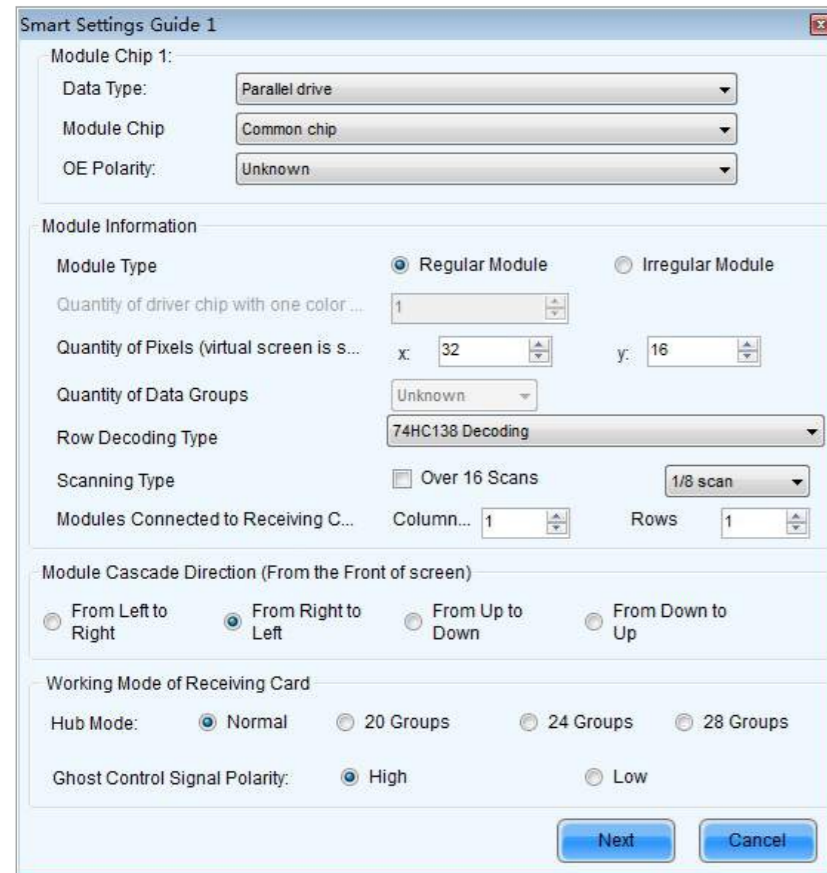 Smart Settings Guide 1
Module Chip 1:
Data Type: Parallel drive
Module Chip Common chip
OE Polarity: Unknown
Module Information
Module Type Regular Module Irregular Module
Quantity of driver chip with one color ... 1
Quantity of Pixels (virtual screen is s... x: 32 y: 16
Quantity of Data Groups Unknown
Row Decoding Type 74HC138 Decoding
Scanning Type Over 16 Scans 1/8 scan
Modules Connected to Receiving C... Column... 1 Rows 1
Module Cascade Direction (From the Front of screen)
From Left to Right From Right to Left From Up to Down From Down to Up
Working Mode of Receiving Card
Hub Mode: Normal 20 Groups 24 Groups 28 Groups
Ghost Control Signal Polarity: High Low
Next Cancel